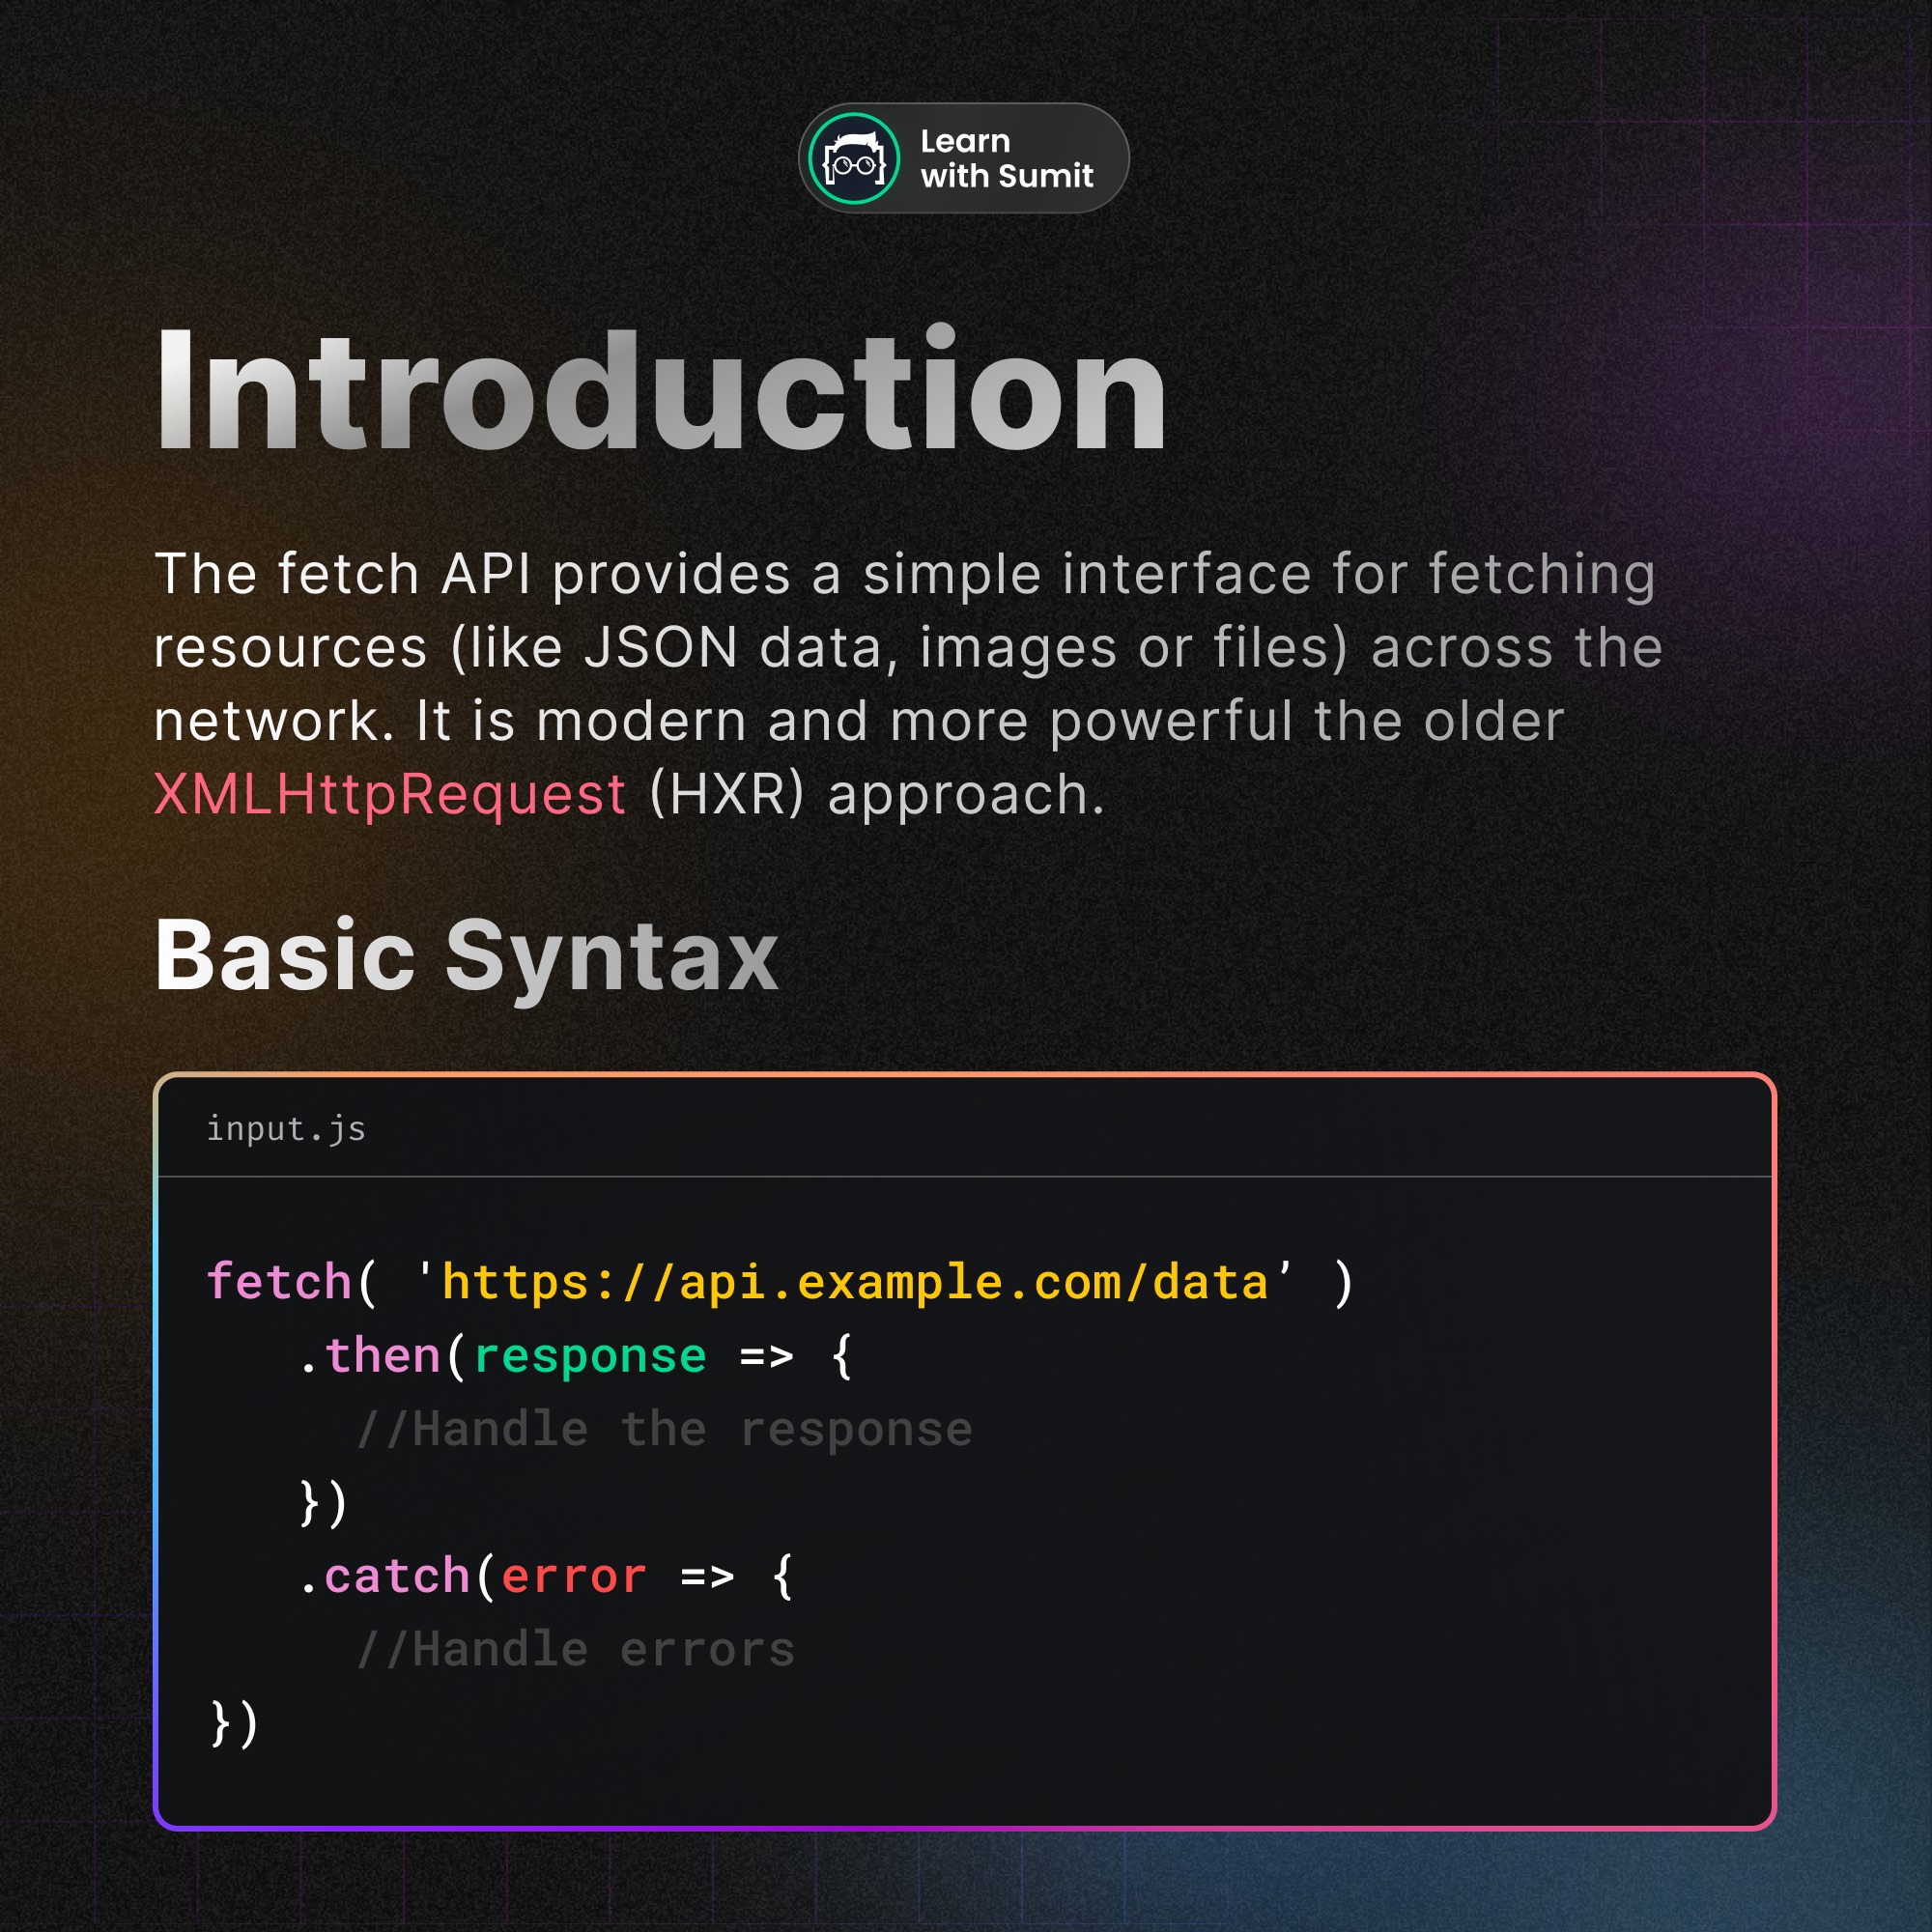 Learn
with Sumit
Introduction
The fetch API provides a simple interface for fetching
resources (like JSON data, images or files) across the
network. It is modern and more powerful the older
XMLHttpRequest (HXR) approach.
Basic Syntax
input.js
fetch( 'https://api.example.com/data’ )
.then(response => {
//Handle the response
})
.catch(error => {
//Handle errors
})